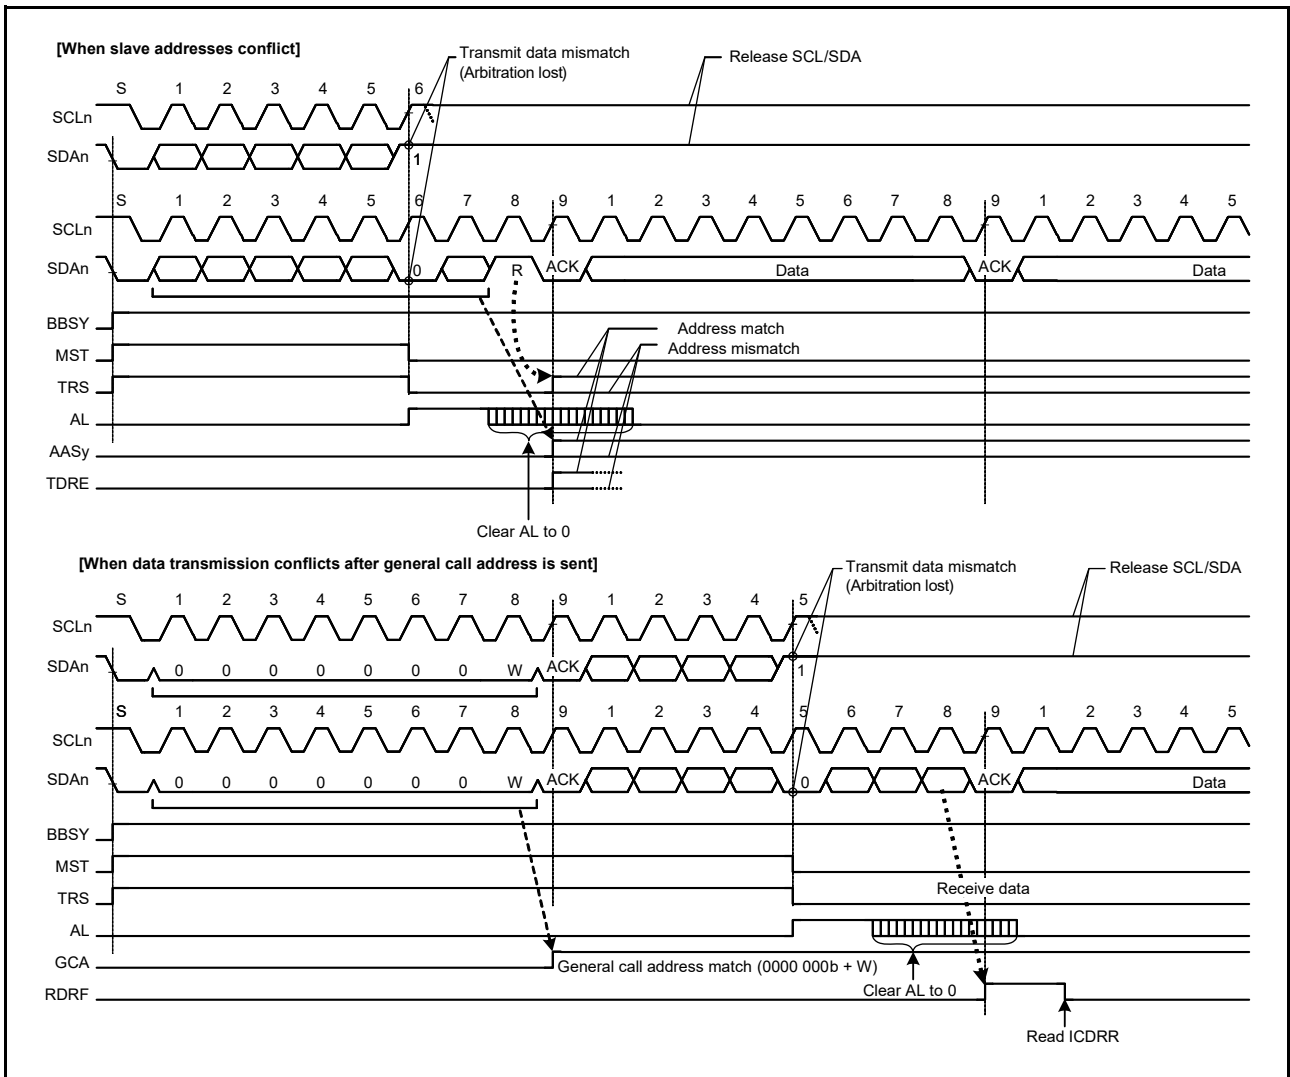 [When slave addresses conflict]
Transmit data mismatch
(Arbitration lost)
Release SCL/SDA
S 1 2 3 4 5 6
SCLn
SDAn
1
S 1 2 3 4 5 6 7 8 9 1 2 3 4 5 6 7 8 9 1 2 3 4 5
SCLn
SDAn 0 R ACK Data ACK Data
BBSY
Address match
MST
Address mismatch
TRS
AL
AASy
TDRE
Clear AL to 0
[When data transmission conflicts after general call address is sent]
Transmit data mismatch
(Arbitration lost)
Release SCL/SDA
S 1 2 3 4 5 6 7 8 9 1 2 3 4 5
SCLn
SDAn 0 0 0 0 0 0 0 W ACK 1
S 1 2 3 4 5 6 7 8 9 1 2 3 4 5 6 7 8 9 1 2 3 4 5
SCLn
SDAn 0 0 0 0 0 0 0 W ACK 0 ACK Data
BBSY
MST
Receive data
TRS
AL
GCA
General call address match (0000 000b + W)
Clear AL to 0
RDRF
Read ICDRR